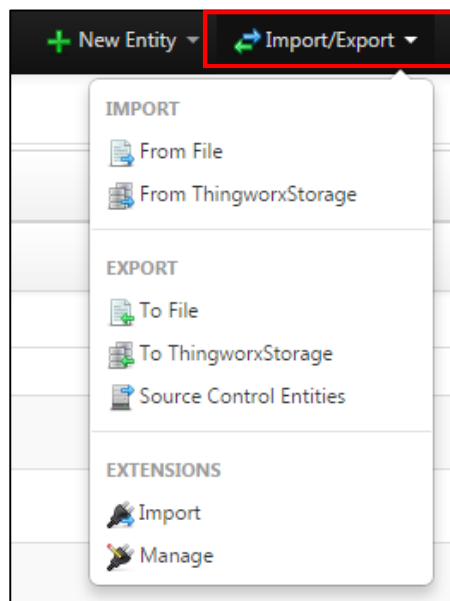 New Entity Import/Export
IMPORT
From File
From ThingworxStorage
EXPORT
To File
To ThingworxStorage
Source Control Entities
EXTENSIONS
Import
Manage